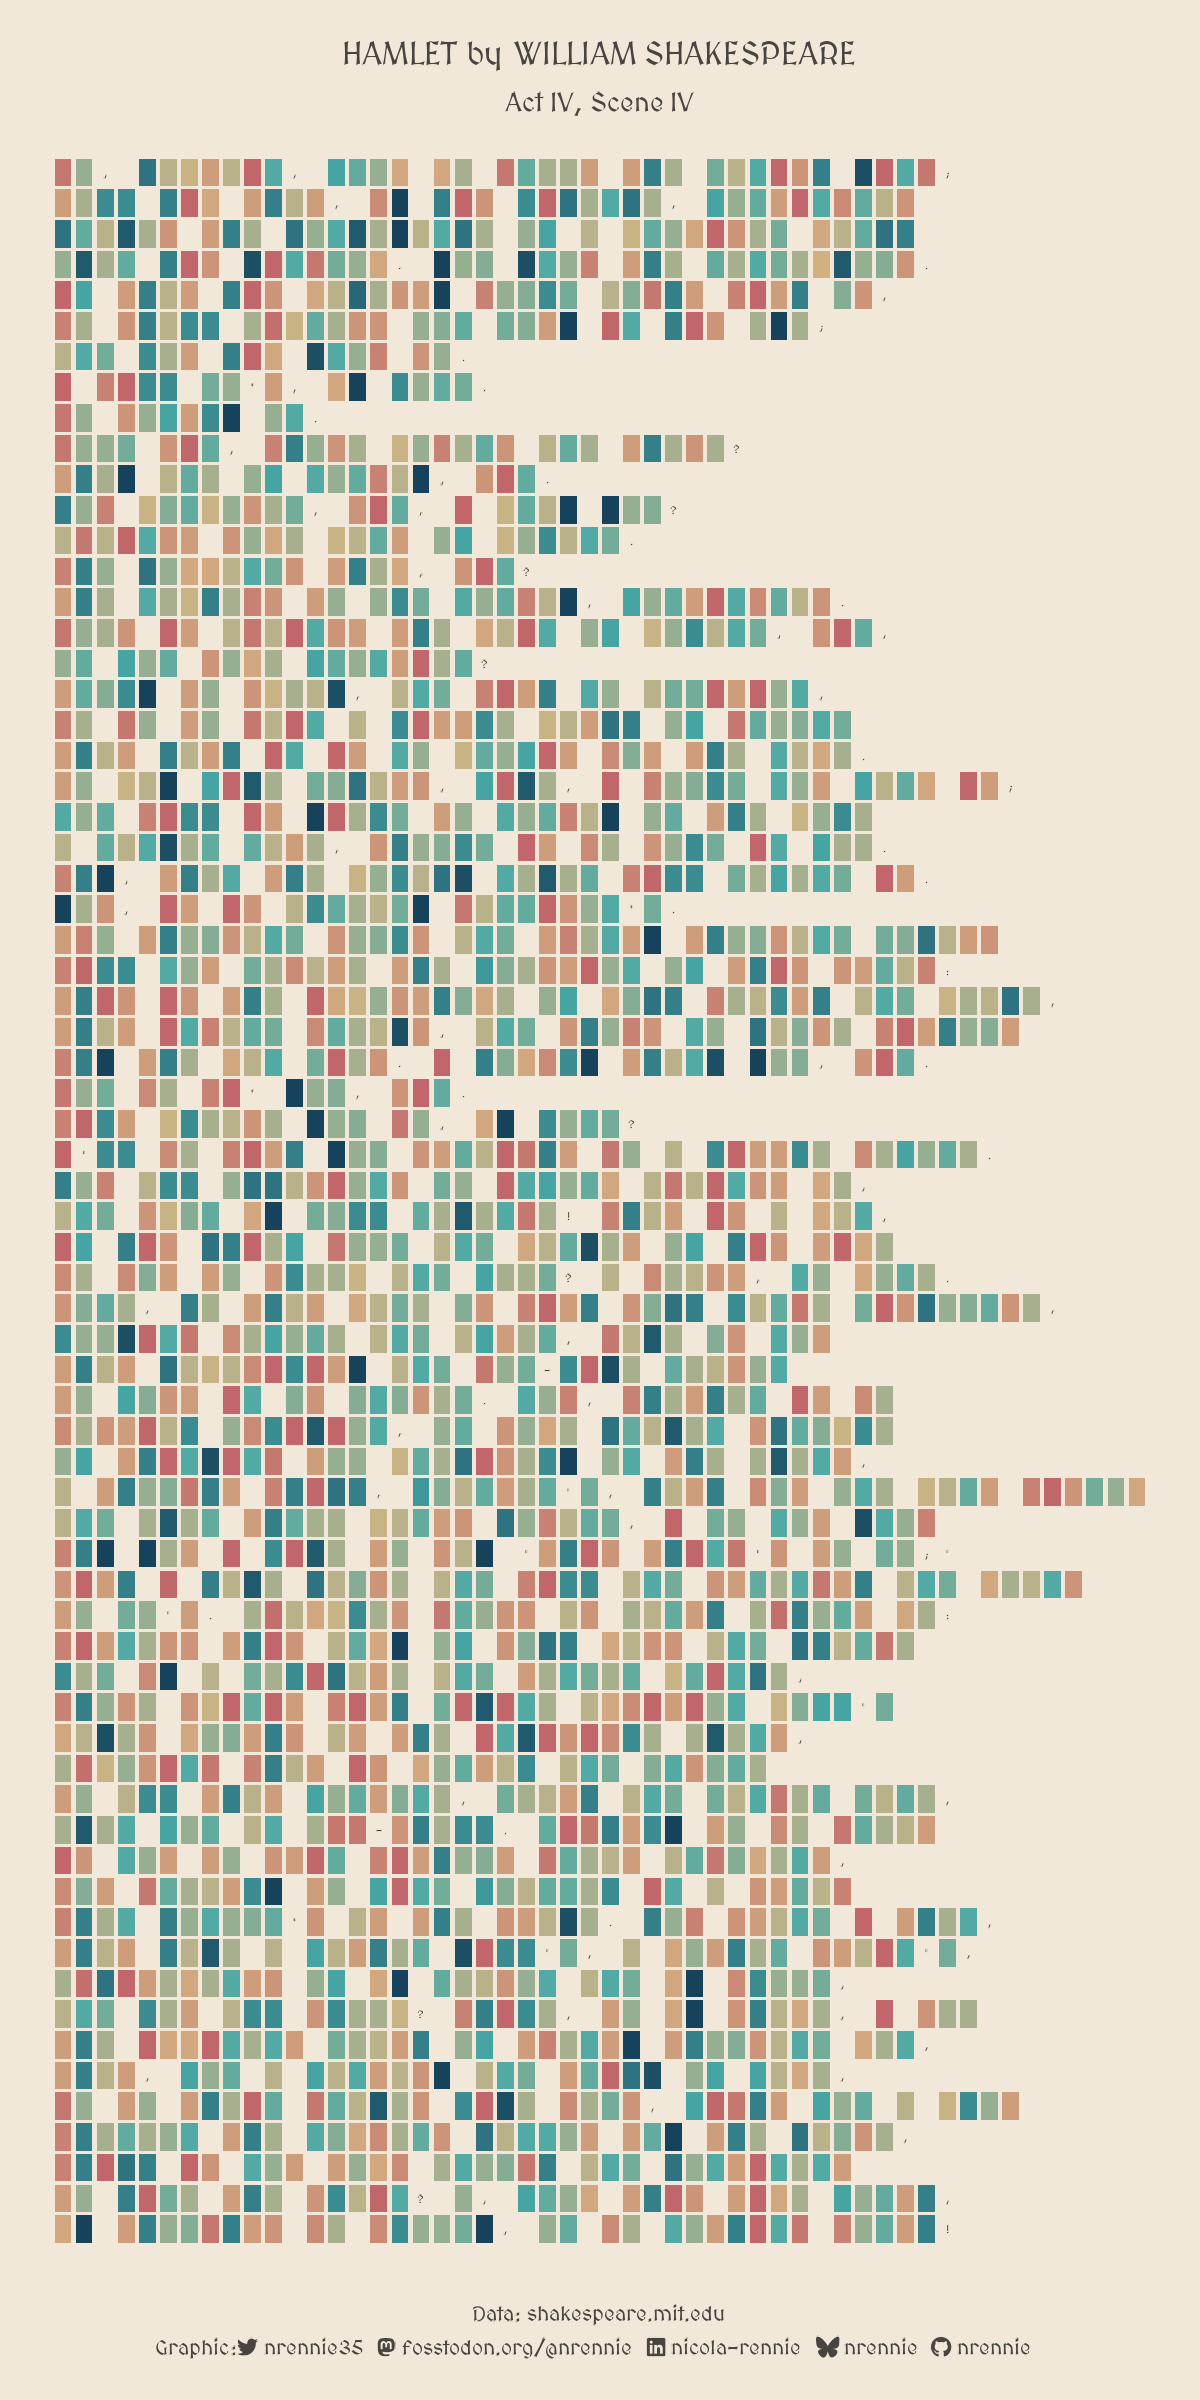 HAMLET by WILLIAM SHAKESPEARE
Act IV, Scene IV
Data: shakespeare.mit.edu
Graphic: nrennie35 fosstodon.org/@nrennie nicola-rennie nrennie nrennie